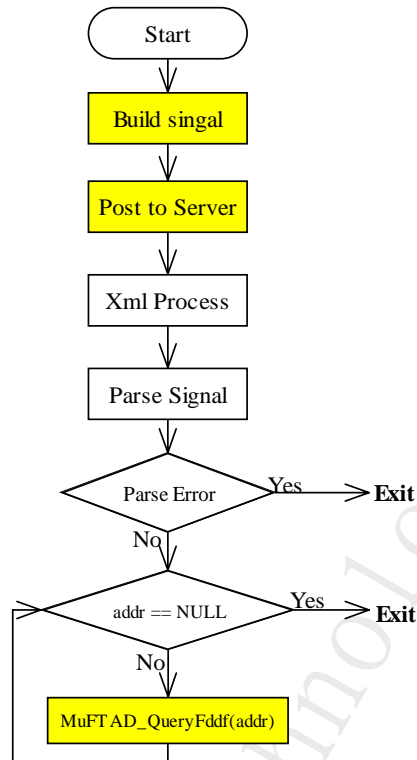 Start
Build singal
Post to Server
Xml Process
Parse Signal
Parse Error
Yes
Exit
No
addr == NULL
Yes
Exit
No
MuFTAD_QueryFddf(addr)